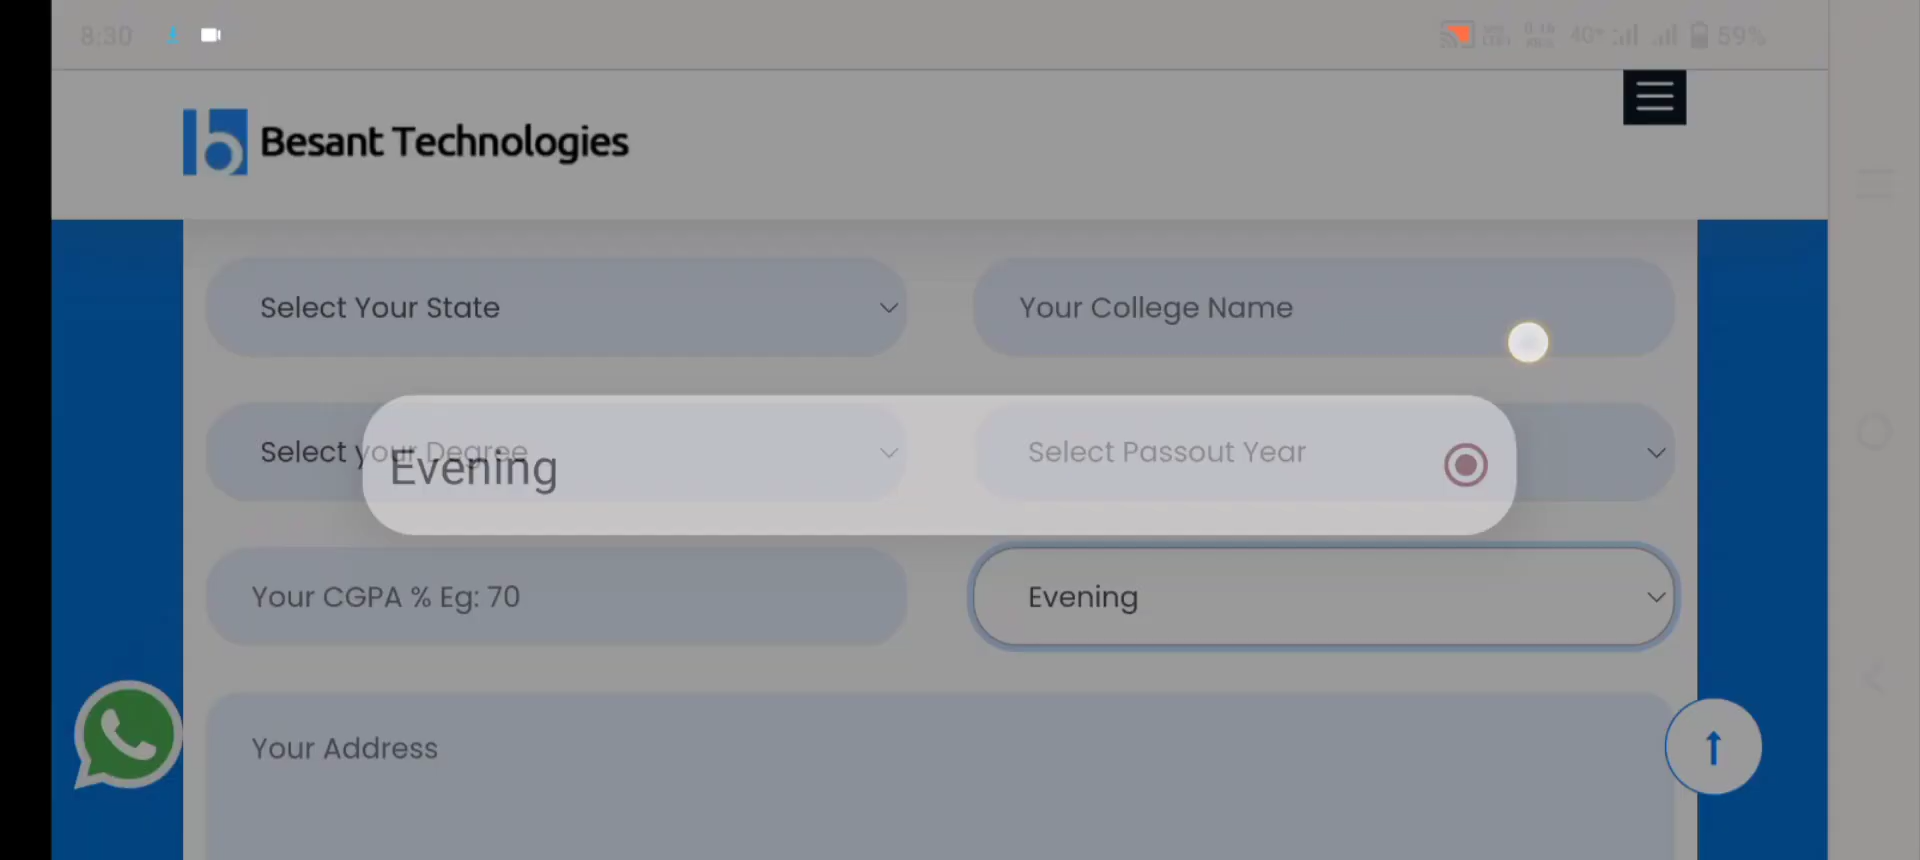 8:30
59%
Besant Technologies
Select Your State
Your College Name
Select your Degree
Select Passout Year
Evening
Your CGPA % Eg: 70
Evening
Your Address